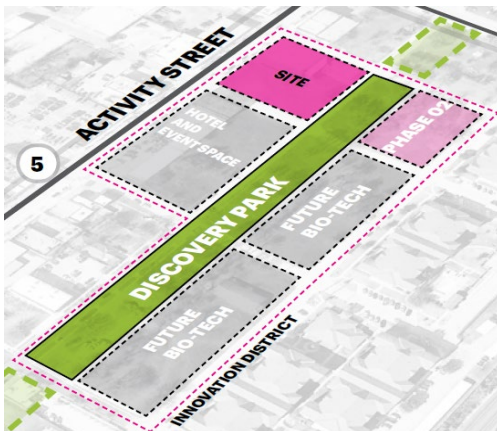 ACTIVITY STREET
SITE
HOTEL
AND
EVENT SPACE
5
PHASE 02
DISCOVERY PARK
FUTURE
BIO-TECH
FUTURE
BIO-TECH
INNOVATION DISTRICT